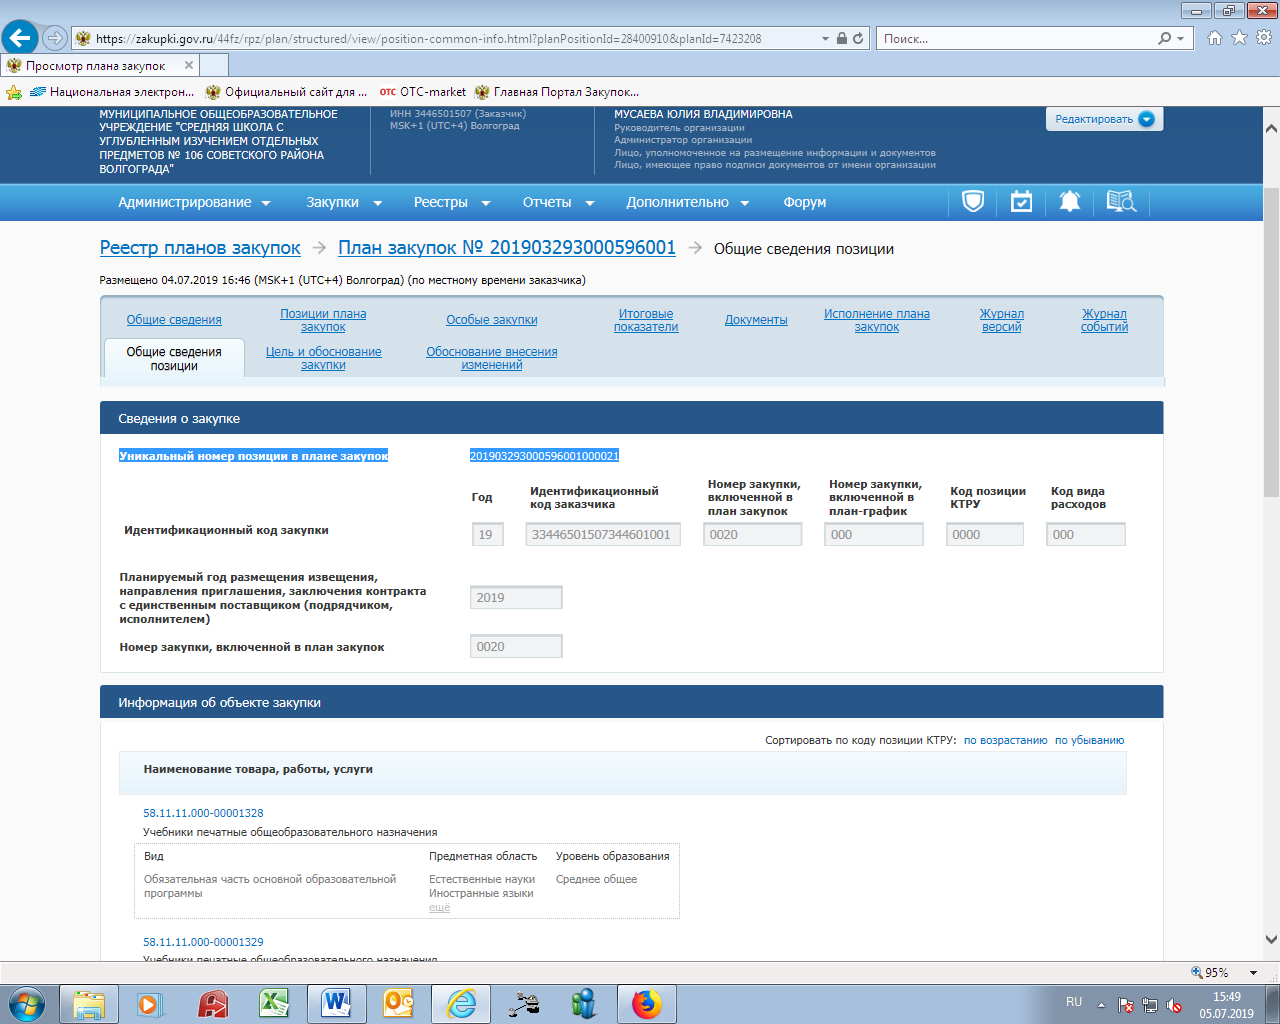 https://zakupki.gov.ru/44fz/rpz/plan/structured/view/position-common-info.html?planPositionId=28400910&planId=7423208
Поиск...
Просмотр плана закупок
Национальная электрон...
Официальный сайт для ...
отс OTC-market
Главная Портал Закупок...
МУНИЦИПАЛЬНОЕ ОБЩЕОБРАЗОВАТЕЛЬНОЕ
УЧРЕЖДЕНИЕ "СРЕДНЯЯ ШКОЛА С
УГЛУБЛЕННЫМ ИЗУЧЕНИЕМ ОТДЕЛЬНЫХ
ПРЕДМЕТОВ № 106 СОВЕТСКОГО РАЙОНА
ВОЛГОГРАДА"
ИНН 3446501507 (Заказчик)
MSK+1 (UTC+4) Волгоград
МУСАЕВА ЮЛИЯ ВЛАДИМИРОВНА
Руководитель организации
Администратор организации
Лицо, уполномоченное на размещение информации и документов
Лицо, имеющее право подписи документов от имени организации
Редактировать
Администрирование
Закупки
Реестры
Отчеты
Дополнительно
Форум
Реестр планов закупок
План закупок № 201903293000596001
Общие сведения позиции
Размещено 04.07.2019 16:46 (MSK+1 (UTC+4) Волгоград) (по местному времени заказчика)
Общие сведения
Позиции плана
закупок
Особые закупки
Итоговые
показатели
Документы
Исполнение плана
закупок
Журнал
версий
Журнал
событий
Общие сведения
позиции
Цель и обоснование
закупки
Обоснование внесения
изменений
Сведения о закупке
Уникальный номер позиции в плане закупок
201903293000596001000021
Год
Идентификационный
код заказчика
Номер закупки,
включенной в
план закупок
Номер закупки,
включенной в
план-график
Код позиции
КТРУ
Код вида
расходов
Идентификационный код закупки
19
33446501507344601001
0020
000
0000
000
Планируемый год размещения извещения,
направления приглашения, заключения контракта
с единственным поставщиком (подрядчиком,
исполнителем)
2019
Номер закупки, включенной в план закупок
0020
Информация об объекте закупки
Сортировать по коду позиции КТРУ: по возрастанию по убыванию
Наименование товара, работы, услуги
58.11.11.000-00001328
Учебники печатные общеобразовательного назначения
Вид
Предметная область
Уровень образования
Обязательная часть основной образовательной
программы
Естественные науки
Иностранные языки
ещё
Среднее общее
58.11.11.000-00001329
Учебники печатные общеобразовательного назначения
95%
RU
15:49
05.07.2019